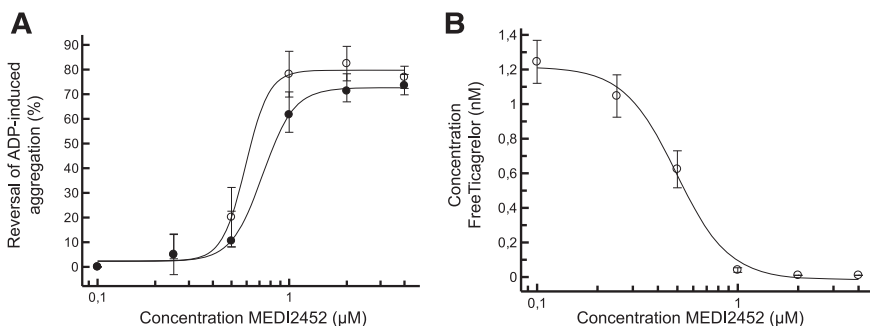 A
Reversal of ADP-induced
aggregation (%)
90
80
70
60
50
40
30
20
10
0
0,1
1
Concentration MEDI2452 (µM)
B
Concentration
FreeTicagrelor (nM)
1,4
1,2
1
0,8
0,6
0,4
0,2
0
0,1
1
Concentration MEDI2452 (µM)